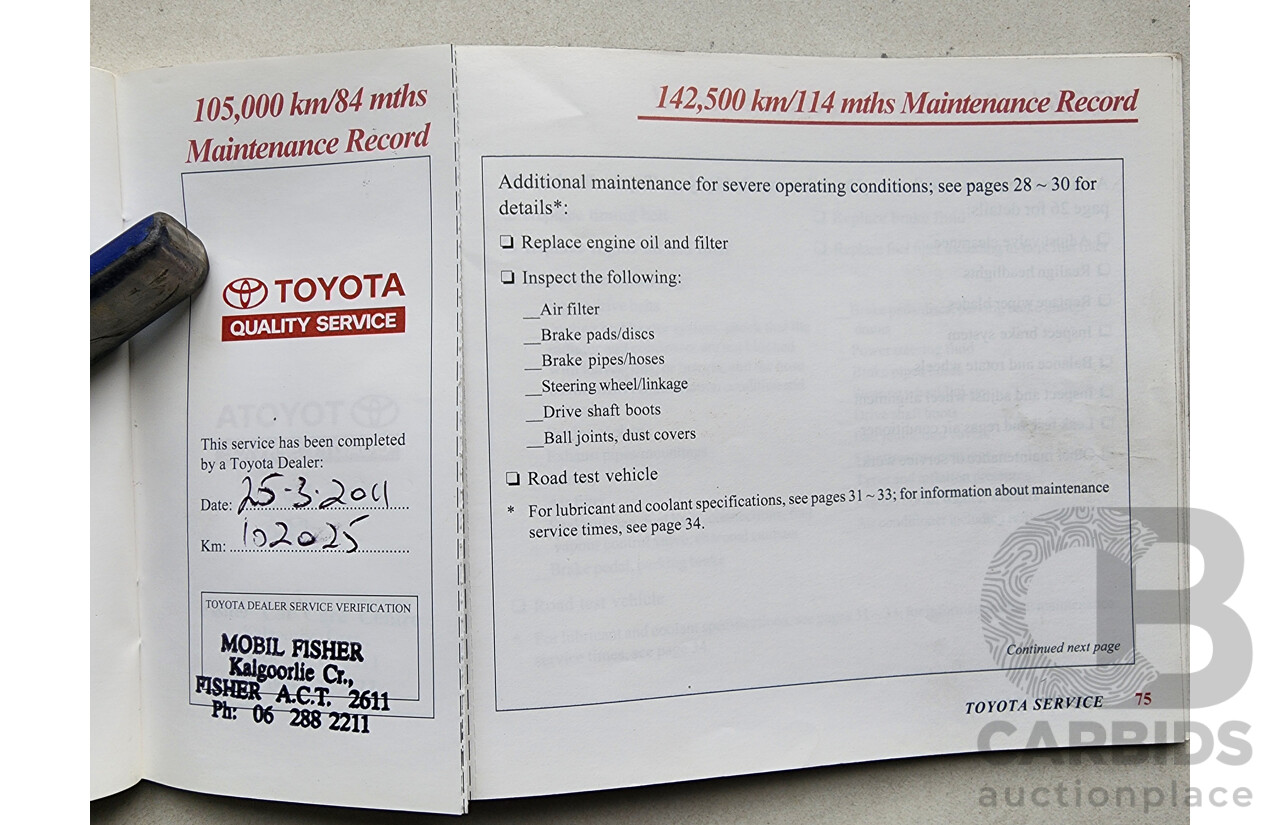 105,000 km/84 mths
Maintenance Record
TOYOTA
QUALITY SERVICE
This service has been completed
by a Toyota Dealer:
Date: 25-3-2011
Km: 102025
TOYOTA DEALER SERVICE VERIFICATION
MOBIL FISHER
Kalgoorlie Cr.,
FISHER A.C.T. 2611
Ph: 06 288 2211
142,500 km/114 mths Maintenance Record
Additional maintenance for severe operating conditions; see pages 28 ~ 30 for
details*:
❏ Replace engine oil and filter
❏ Inspect the following:
__Air filter
__Brake pads/discs
__Brake pipes/hoses
__Steering wheel/linkage
__Drive shaft boots
__Ball joints, dust covers
❏ Road test vehicle
* For lubricant and coolant specifications, see pages 31 ~ 33; for information about maintenance
service times, see page 34.
Continued next page
TOYOTA SERVICE 75
CARBIDS
auctionplace